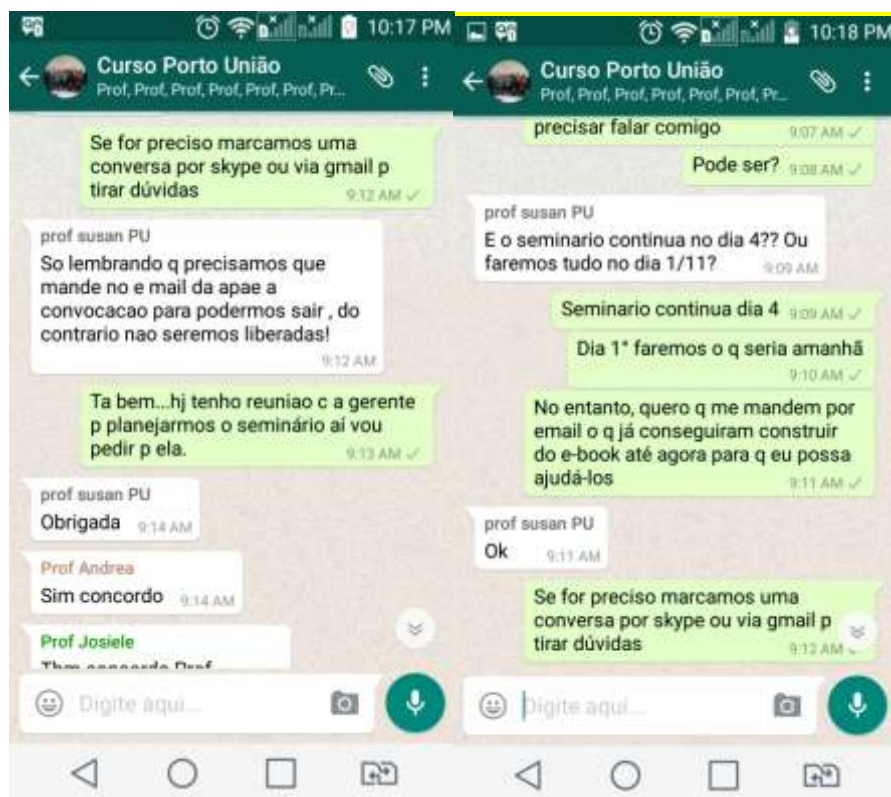 10:17 PM
Curso Porto União
Prof, Prof, Prof, Prof, Prof, Prof, Pr...
Se for preciso marcamos uma
conversa por skype ou via gmail p
tirar dúvidas
9:12 AM
prof susan PU
So lembrando q precisamos que
mande no e mail da apae a
convocacao para podermos sair , do
contrario nao seremos liberadas!
9:12 AM
Ta bem...hj tenho reuniao c a gerente
p planejarmos o seminário aí vou
pedir p ela.
9:13 AM
prof susan PU
Obrigada 9:14 AM
Prof Andrea
Sim concordo 9:14 AM
Prof Josiele
Tbm concordo Prof
Digite aqui...
10:18 PM
Curso Porto União
Prof, Prof, Prof, Prof, Prof, Prof, Pr...
precisar falar comigo
9:07 AM
Pode ser? 9:08 AM
prof susan PU
E o seminario continua no dia 4?? Ou
faremos tudo no dia 1/11?
9:09 AM
Seminario continua dia 4 9:09 AM
Dia 1° faremos o q seria amanhã
9:10 AM
No entanto, quero q me mandem por
email o q já conseguiram construir
do e-book até agora para q eu possa
ajudá-los
9:11 AM
prof susan PU
Ok 9:11 AM
Se for preciso marcamos uma
conversa por skype ou via gmail p
tirar dúvidas
9:12 AM
Digite aqui...